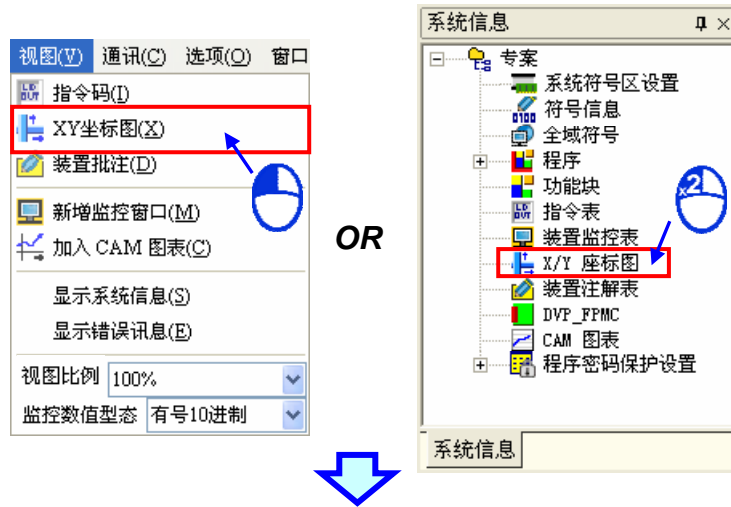 视图(V) 通讯(C) 选项(O) 窗口
指令码(I)
XY坐标图(X)
装置批注(D)
新增监控窗口(M)
加入 CAM 图表(C)
显示系统信息(S)
显示错误讯息(E)
视图比例 100%
监控数值型态 有号10进制
OR
系统信息
专案
系统符号区设置
符号信息
全域符号
程序
功能块
指令表
装置监控表
X/Y 座标图
装置注解表
DVP_FPMC
CAM 图表
程序密码保护设置
x2
系统信息